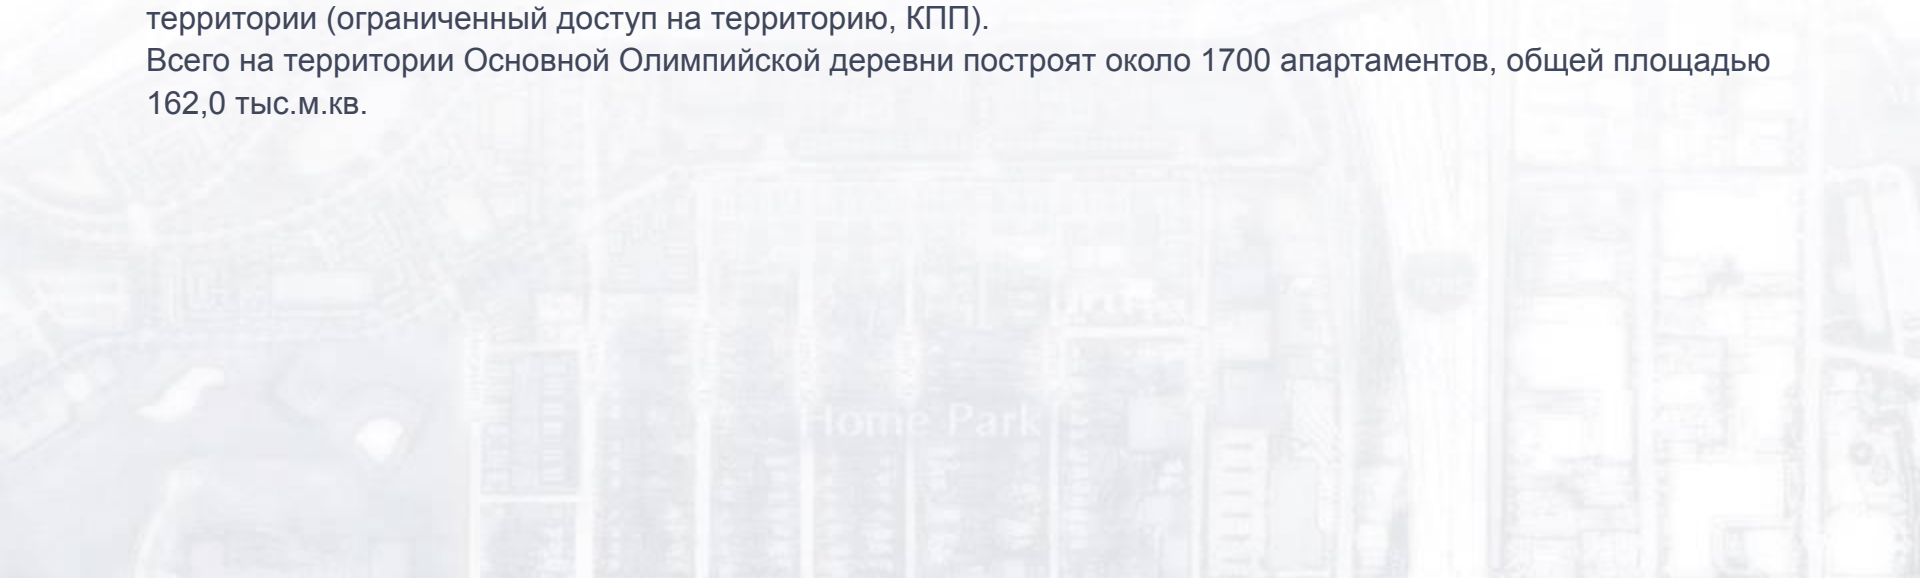 территории (ограниченный доступ на территорию, КПП).
Всего на территории Основной Олимпийской деревни построят около 1700 апартаментов, общей площадью
162,0 тыс.м.кв.
Home Park